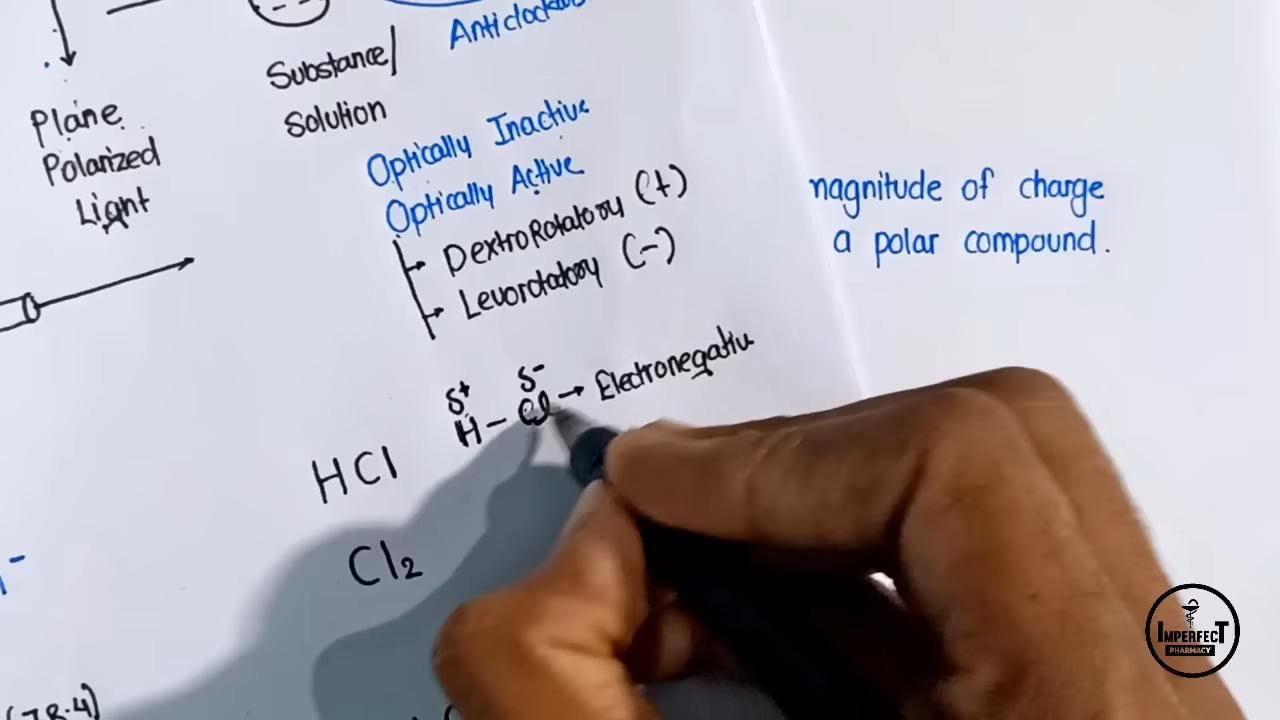 Anticlockwise
Substance/
Solution
Plane
Polarized
Light
Optically Inactive
Optically Active
DextroRotatory (+)
Levorotatory (-)
magnitude of charge
a polar compound.
δ+ δ-
H - Cl → Electronegativ
HCl
Cl2
(78.4)
IMPERFECT
PHARMACY